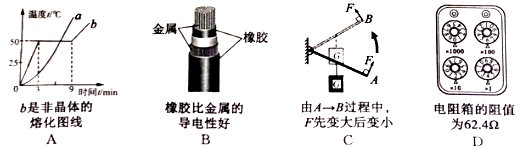 温度t/℃
a
b
50
25
0
3
9
时间t/min
b是非晶体的
熔化图线
A
金属
橡胶
橡胶比金属的
导电性好
B
F
B
G
F
A
G
由A→B过程中,
F先变大后变小
C
×1000
×100
×10
×1
电阻箱的阻值
为62.4Ω
D